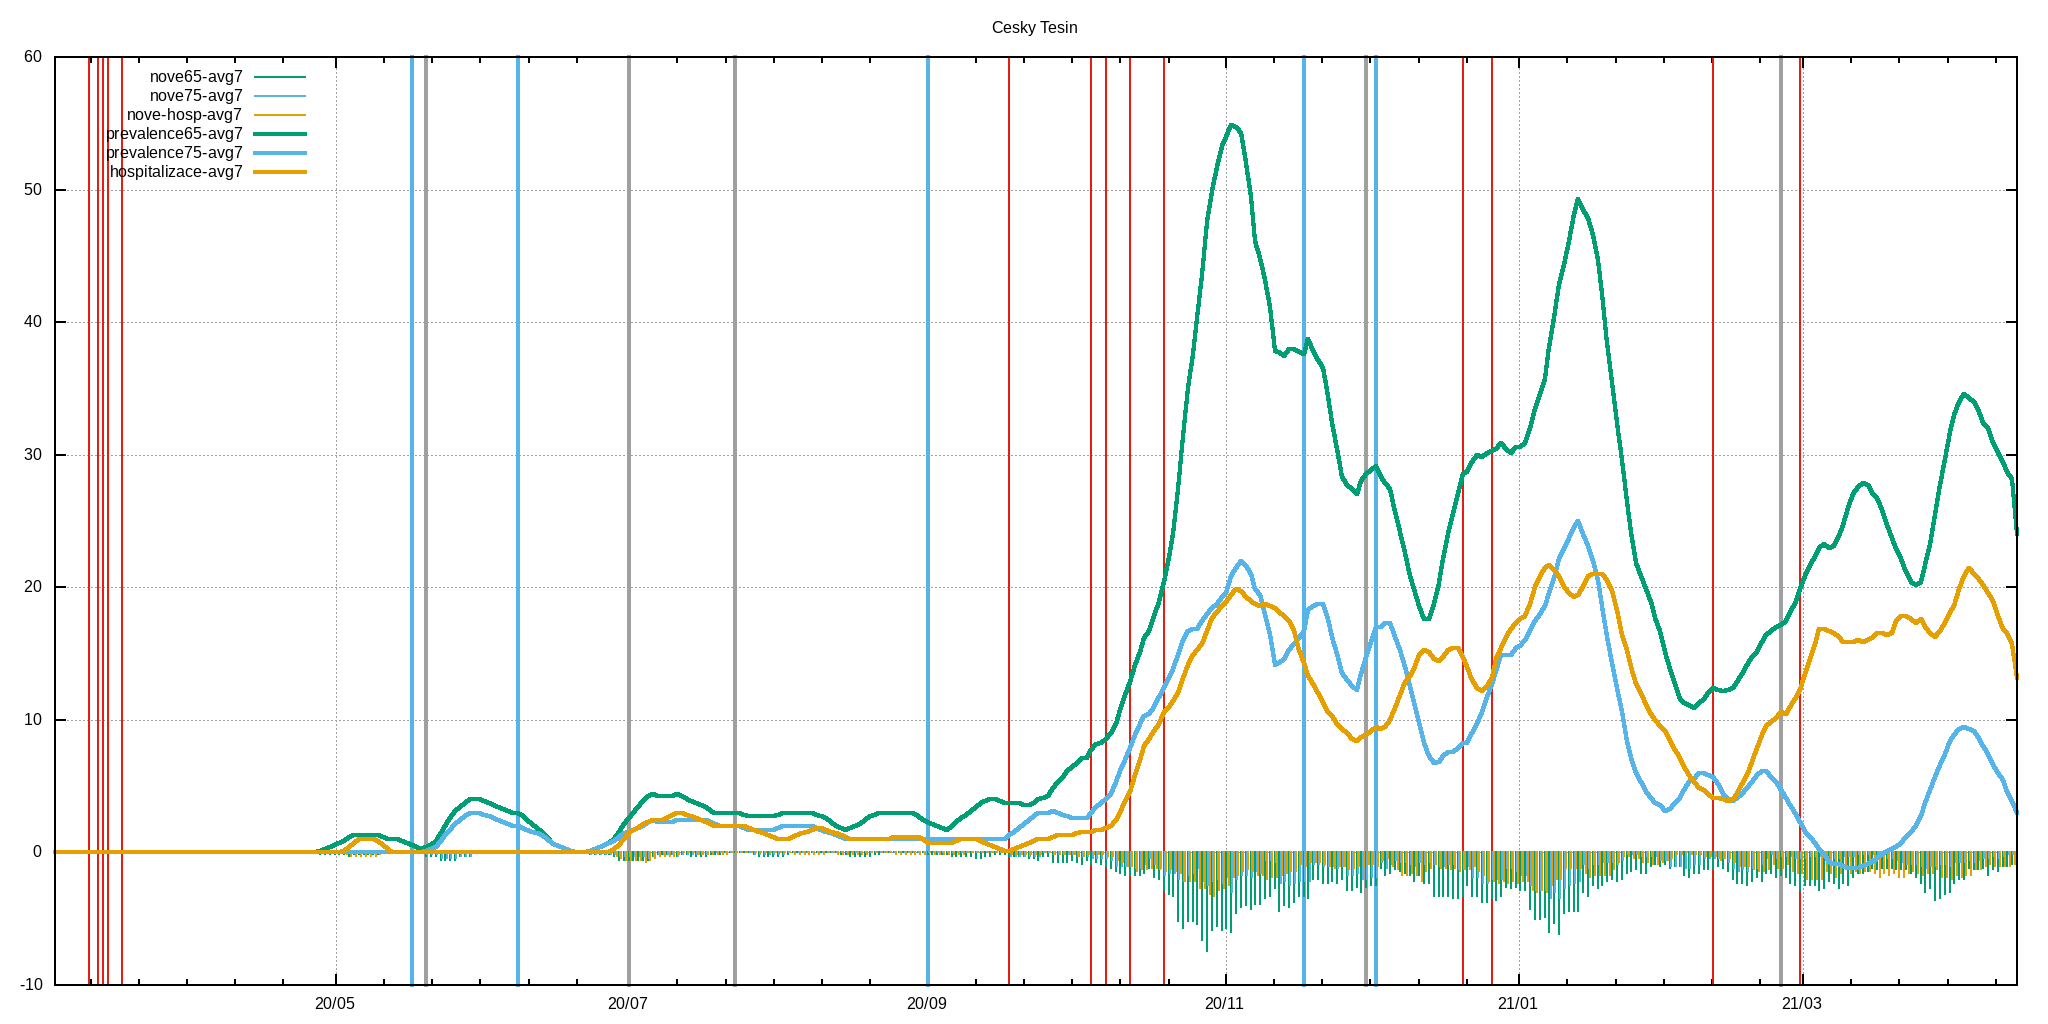 Cesky Tesin
60
nove65-avg7
nove75-avg7
nove-hosp-avg7
prevalence65-avg7
prevalence75-avg7
hospitalizace-avg7
50
40
30
20
10
0
-10
20/05 20/07 20/09 20/11 21/01 21/03